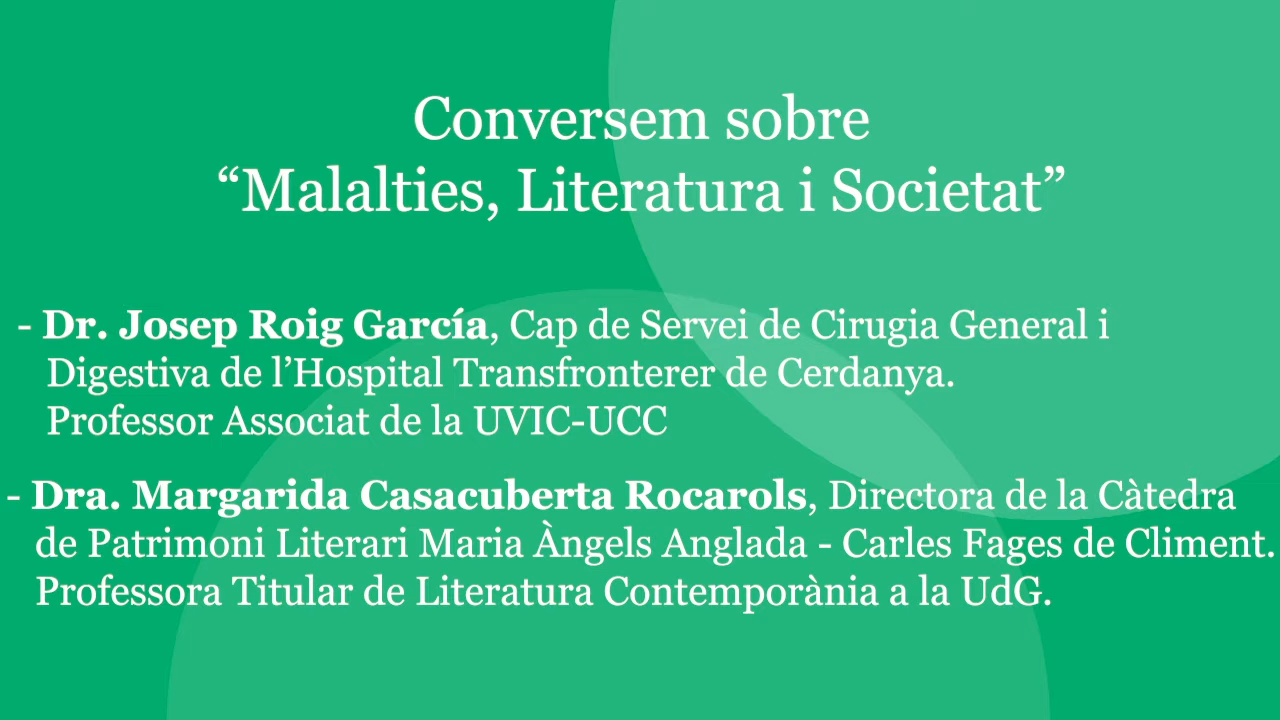 Conversem sobre
“Malalties, Literatura i Societat”
- Dr. Josep Roig García, Cap de Servei de Cirugia General i
Digestiva de l’Hospital Transfronterer de Cerdanya.
Professor Associat de la UVIC-UCC
- Dra. Margarida Casacuberta Rocarols, Directora de la Càtedra
de Patrimoni Literari Maria Àngels Anglada - Carles Fages de Climent.
Professora Titular de Literatura Contemporània a la UdG.